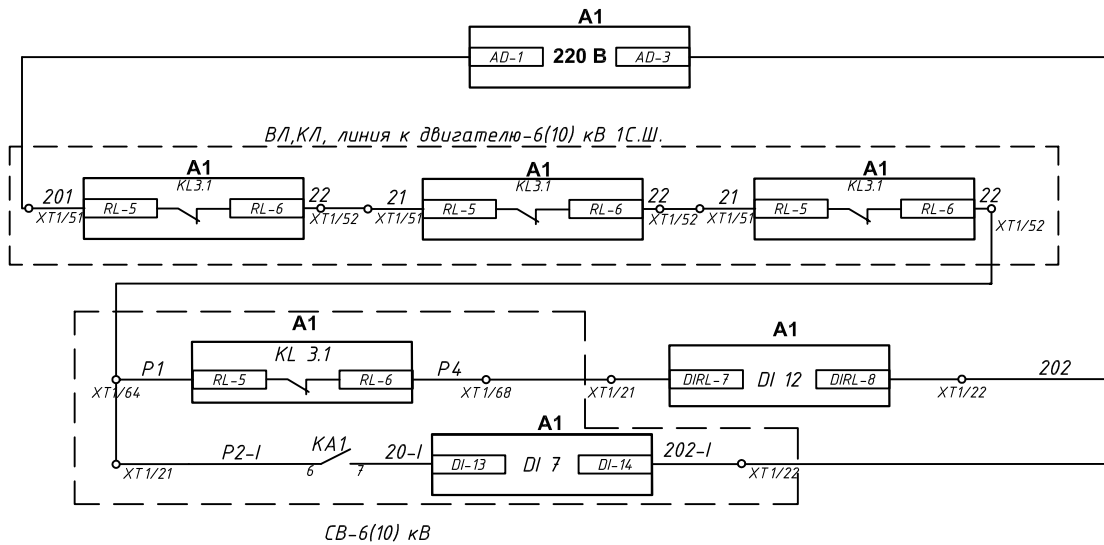 A1
AD-1 220 В AD-3
ВЛ,КЛ, линия к двигателю-6(10) кВ 1С.Ш.
A1 A1 A1
KL3.1 KL3.1 KL3.1
201 RL-5 RL-6 22 21 RL-5 RL-6 22 21 RL-5 RL-6 22
XT1/51 XT1/52 XT1/51 XT1/52 XT1/51 XT1/52
A1 A1
P1 KL 3.1 P4 202
RL-5 RL-6 DIRL-7 DI 12 DIRL-8
XT1/64 XT1/68 XT1/21 XT1/22
A1
P2-I KA1 20-I 202-I
6 7 DI-13 DI 7 DI-14
XT1/21 XT1/22
СВ-6(10) кВ